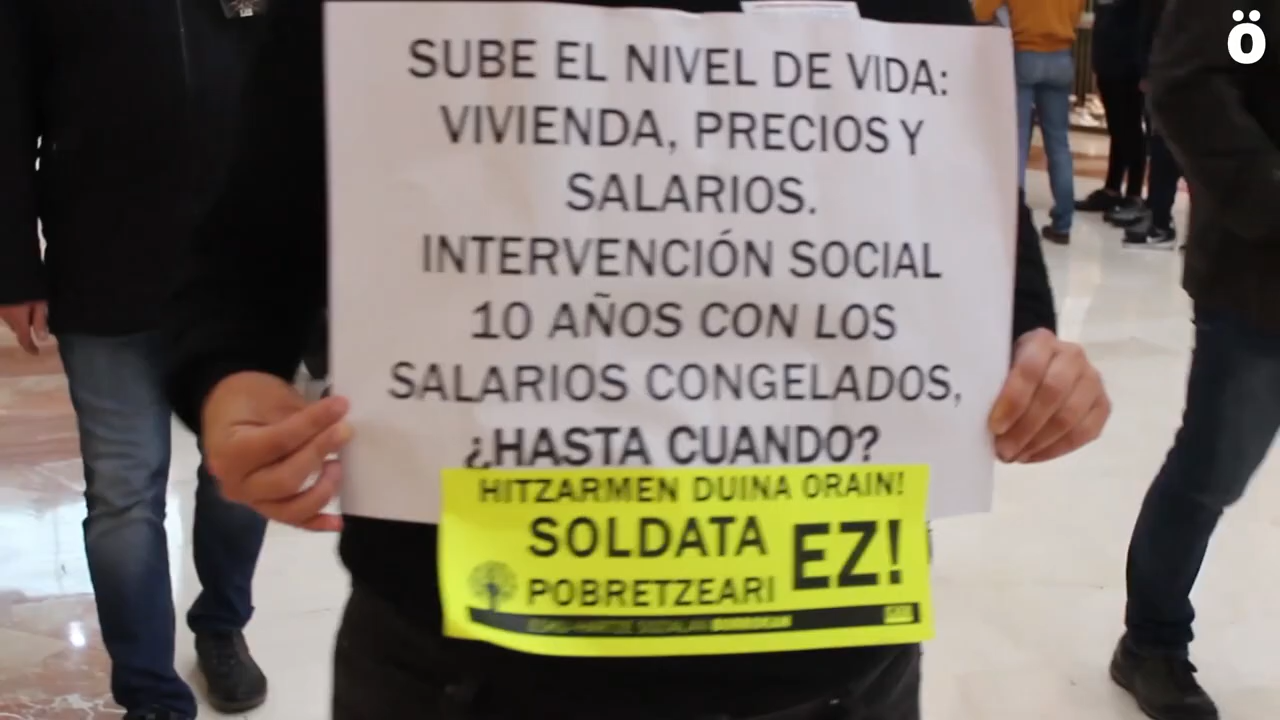 ö
SUBE EL NIVEL DE VIDA:
VIVIENDA, PRECIOS Y
SALARIOS.
INTERVENCIÓN SOCIAL
10 AÑOS CON LOS
SALARIOS CONGELADOS,
¿HASTA CUANDO?
HITZARMEN DUINA ORAIN!
SOLDATA
POBRETZEARI
EZ!